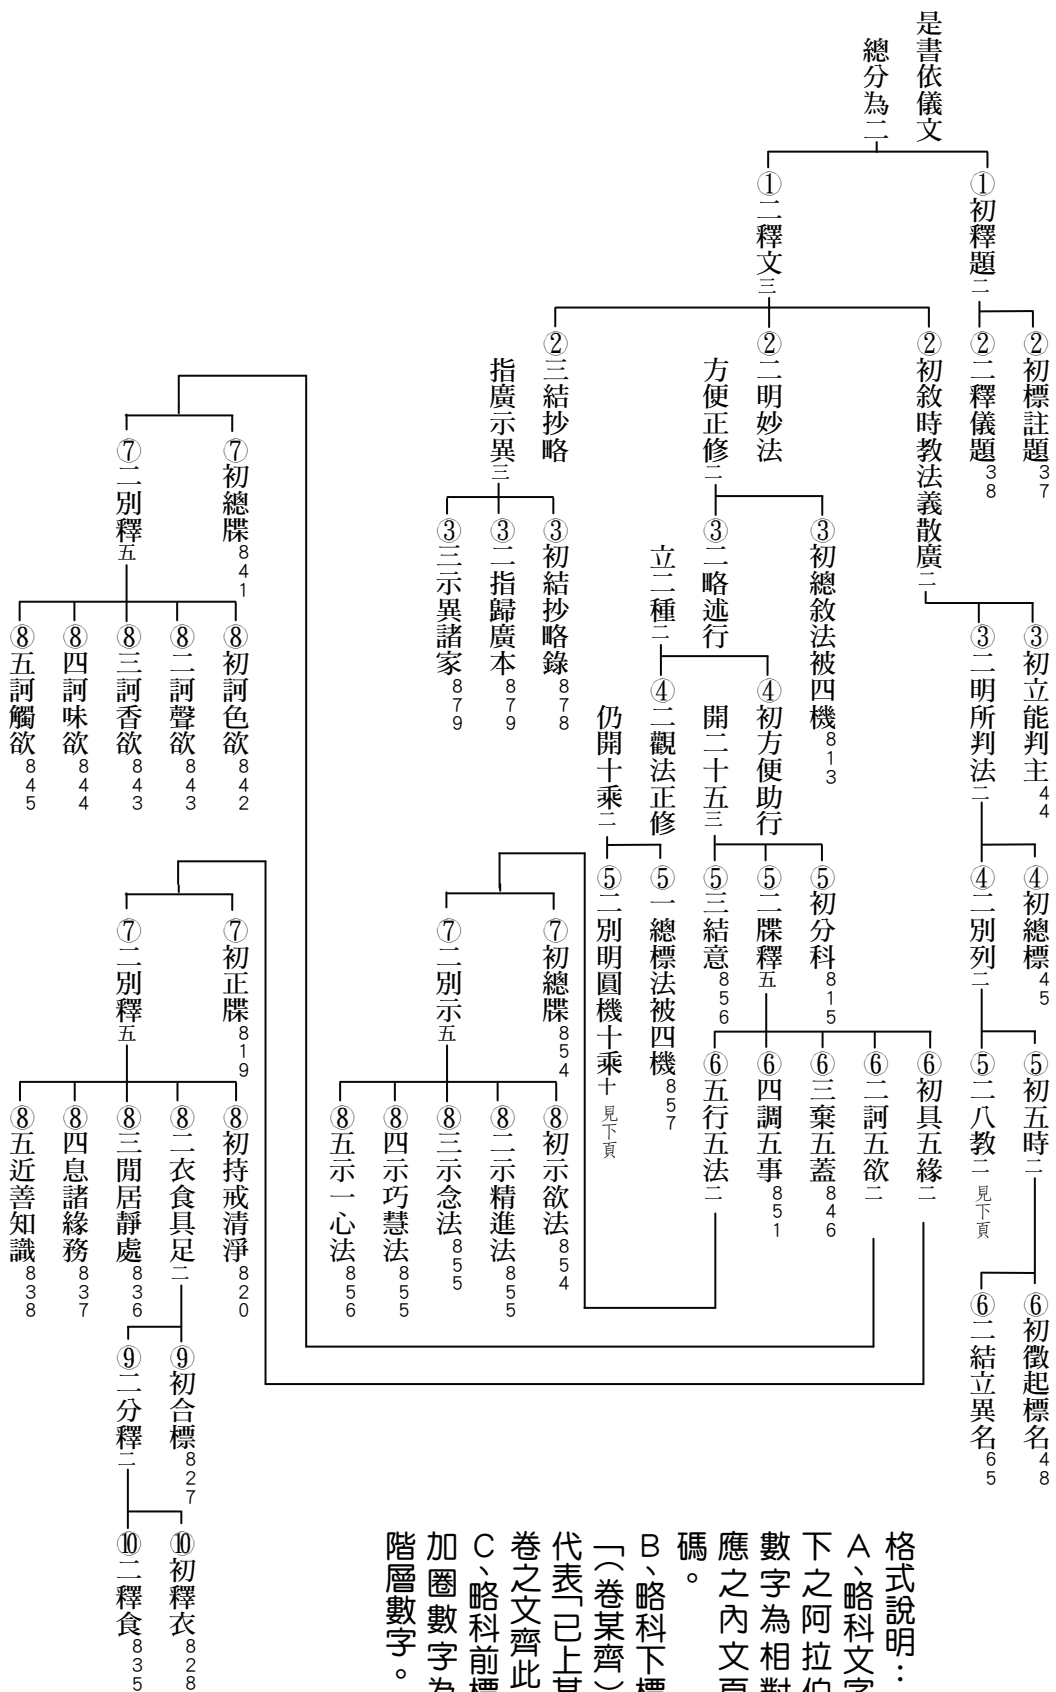 是書依儀文
總分為二
①初釋題二
②初標註題37
②二釋儀題38
①二釋文三
②初敘時教法義散廣二
③初立能判主44
③二明所判法二
④初總標45
④二別列二
⑤初五時二
⑥初徵起標名48
⑥二結立異名65
⑤二八教二 見下頁
②二明妙法
方便正修二
③初總敘法被四機813
③二略述行
立二種二
④初方便助行
開二十五三
⑤初分科815
⑤二牒釋五
⑥初具五緣二
⑥二訶五欲二
⑥三棄五蓋846
⑥四調五事851
⑥五行五法二
⑤三結意856
④二觀法正修
仍開十乘二
⑤一總標法被四機857
⑤二別明圓機十乘十 見下頁
②三結抄略
指廣示異三
③初結抄略錄878
③二指歸廣本879
③三示異諸家879
⑦初總牒854
⑦二別示五
⑧初示欲法854
⑧二示精進法855
⑧三示念法855
⑧四示巧慧法855
⑧五示一心法856
⑦初總牒841
⑦二別釋五
⑧初訶色欲842
⑧二訶聲欲843
⑧三訶香欲843
⑧四訶味欲844
⑧五訶觸欲845
⑦初正牒819
⑦二別釋五
⑧初持戒清淨820
⑧二衣食具足二
⑨初合標827
⑨二分釋二
⑩初釋衣828
⑩二釋食835
⑧三閒居靜處836
⑧四息諸緣務837
⑧五近善知識838
格式說明：
A、略科文字
下之阿拉伯
數字為相對
應之內文頁
碼。
B、略科下標
「（卷某齊）」
代表「已上某
卷之文齊此」
C、略科前標
加圈數字為
階層數字。